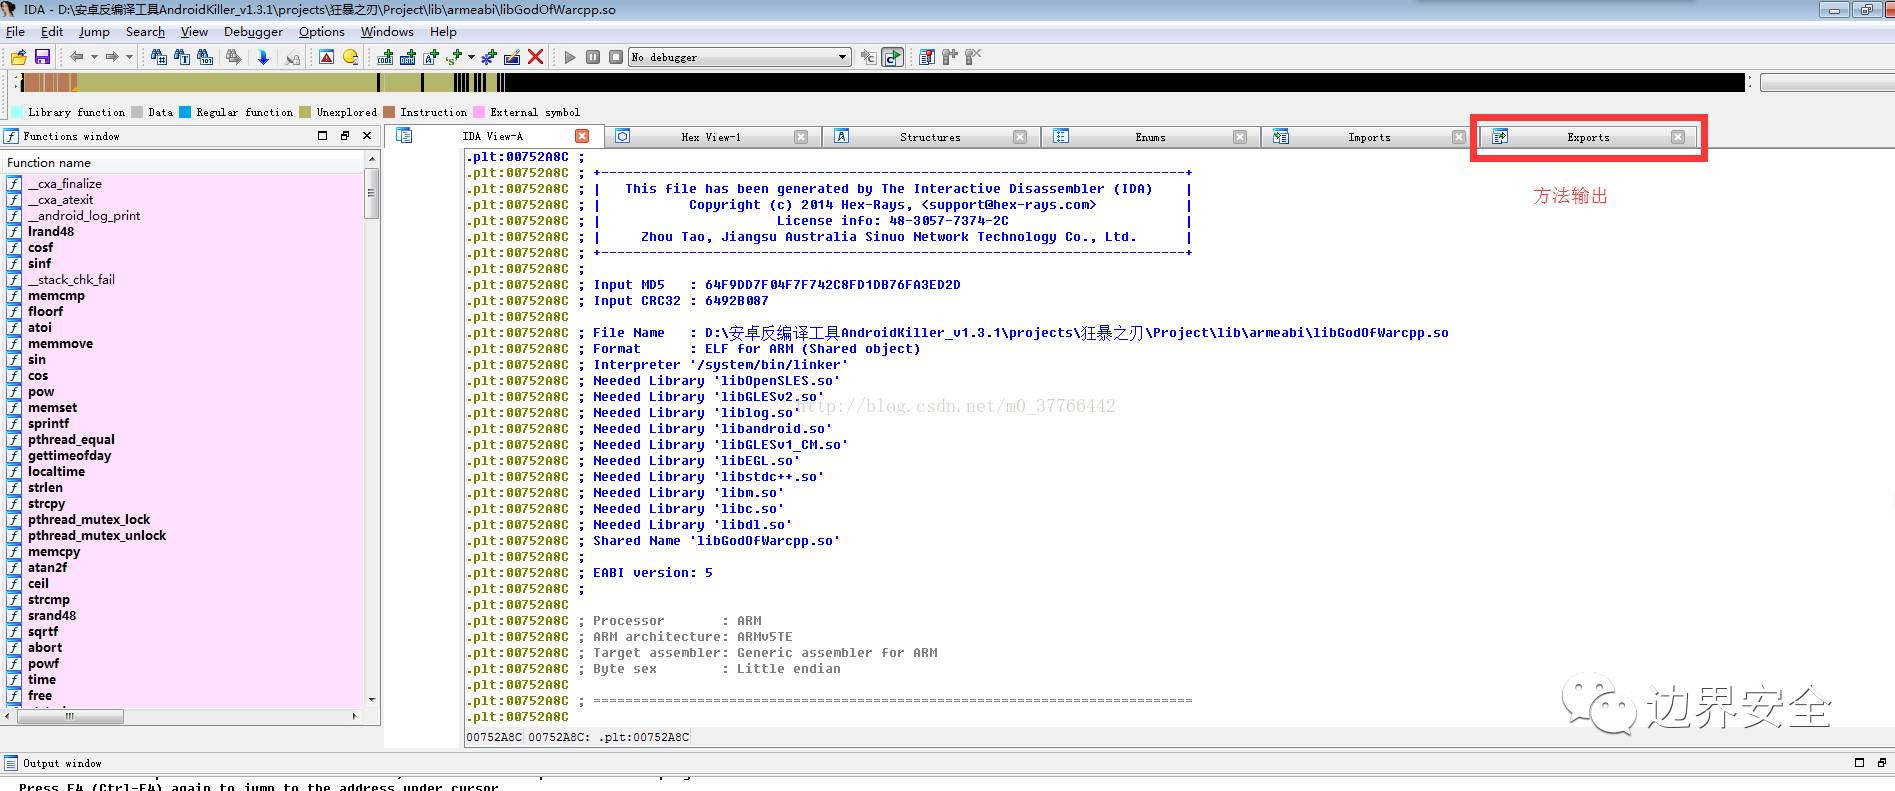 IDA - D:\安卓反编译工具AndroidKiller_v1.3.1\projects\狂暴之刃\Project\lib\armeabi\libGodOfWarcpp.so
File Edit Jump Search View Debugger Options Windows Help
No debugger
Library function Data Regular function Unexplored Instruction External symbol
Functions window
IDA View-A Hex View-1 Structures Enums Imports Exports
方法输出
Function name
__cxa_finalize
__cxa_atexit
__android_log_print
lrand48
cosf
sinf
__stack_chk_fail
memcmp
floorf
atoi
memmove
sin
cos
pow
memset
sprintf
pthread_equal
gettimeofday
localtime
strlen
strcpy
pthread_mutex_lock
pthread_mutex_unlock
memcpy
atan2f
ceil
strcmp
srand48
sqrtf
abort
powf
time
free
.plt:00752A8C ;
.plt:00752A8C ; +-------------------------------------------------------------------------+
.plt:00752A8C ; | This file has been generated by The Interactive Disassembler (IDA) |
.plt:00752A8C ; | Copyright (c) 2014 Hex-Rays, <support@hex-rays.com> |
.plt:00752A8C ; | License info: 48-3057-7374-2C |
.plt:00752A8C ; | Zhou Tao, Jiangsu Australia Sinuo Network Technology Co., Ltd. |
.plt:00752A8C ; +-------------------------------------------------------------------------+
.plt:00752A8C ;
.plt:00752A8C ; Input MD5 : 64F9DD7F04F7F742C8FD1DB76FA3ED2D
.plt:00752A8C ; Input CRC32 : 6492B087
.plt:00752A8C
.plt:00752A8C ; File Name : D:\安卓反编译工具AndroidKiller_v1.3.1\projects\狂暴之刃\Project\lib\armeabi\libGodOfWarcpp.so
.plt:00752A8C ; Format : ELF for ARM (Shared object)
.plt:00752A8C ; Interpreter '/system/bin/linker'
.plt:00752A8C ; Needed Library 'libOpenSLES.so'
.plt:00752A8C ; Needed Library 'libGLESv2.so'
http://blog.csdn.net/m0_37766442
.plt:00752A8C ; Needed Library 'liblog.so'
.plt:00752A8C ; Needed Library 'libandroid.so'
.plt:00752A8C ; Needed Library 'libGLESv1_CM.so'
.plt:00752A8C ; Needed Library 'libEGL.so'
.plt:00752A8C ; Needed Library 'libstdc++.so'
.plt:00752A8C ; Needed Library 'libm.so'
.plt:00752A8C ; Needed Library 'libc.so'
.plt:00752A8C ; Needed Library 'libdl.so'
.plt:00752A8C ; Shared Name 'libGodOfWarcpp.so'
.plt:00752A8C ;
.plt:00752A8C ; EABI version: 5
.plt:00752A8C ;
.plt:00752A8C
.plt:00752A8C ; Processor : ARM
.plt:00752A8C ; ARM architecture: ARMv5TE
.plt:00752A8C ; Target assembler: Generic assembler for ARM
.plt:00752A8C ; Byte sex : Little endian
.plt:00752A8C
.plt:00752A8C ; ===========================================================================
.plt:00752A8C
边界安全
00752A8C 00752A8C: .plt:00752A8C
Output window
Press F4 (Ctrl-F4) again to jump to the address under cursor